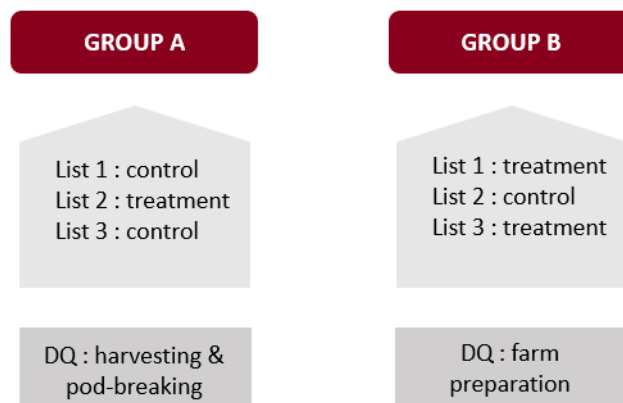 GROUP A
List 1 : control
List 2 : treatment
List 3 : control
DQ : harvesting &
pod-breaking
GROUP B
List 1 : treatment
List 2 : control
List 3 : treatment
DQ : farm
preparation